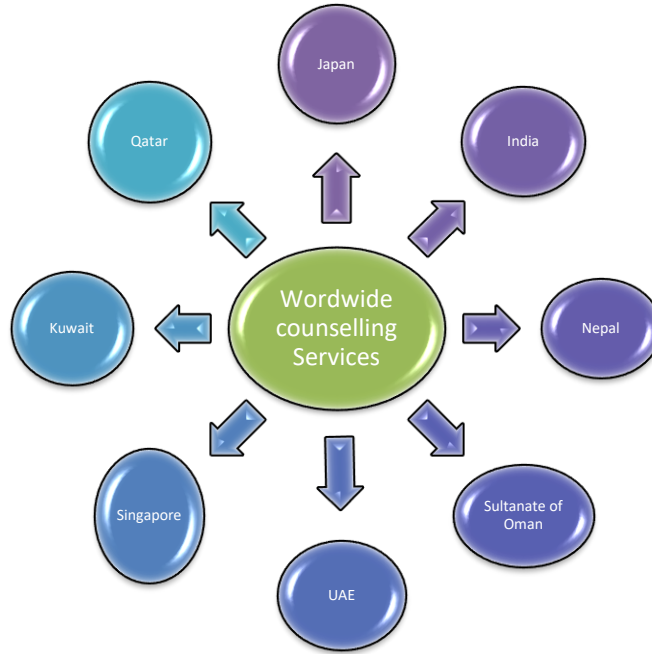 Japan
Qatar
India
Wordwide
counselling
Services
Kuwait
Nepal
Singapore
Sultanate of
Oman
UAE